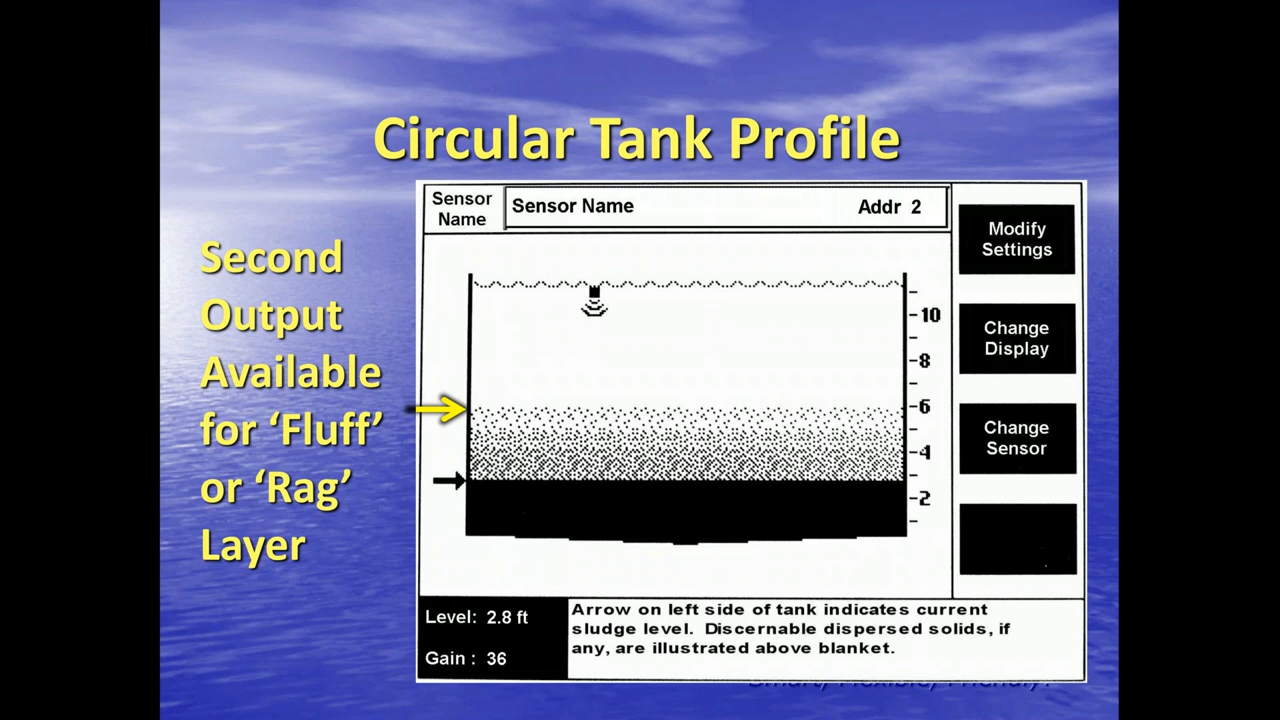 Circular Tank Profile
Second
Output
Available
for ‘Fluff’
or ‘Rag’
Layer
Sensor
Name
Sensor Name Addr 2
Modify
Settings
Change
Display
Change
Sensor
10
8
6
4
2
Level: 2.8 ft
Gain : 36
Arrow on left side of tank indicates current
sludge level. Discernable dispersed solids, if
any, are illustrated above blanket.